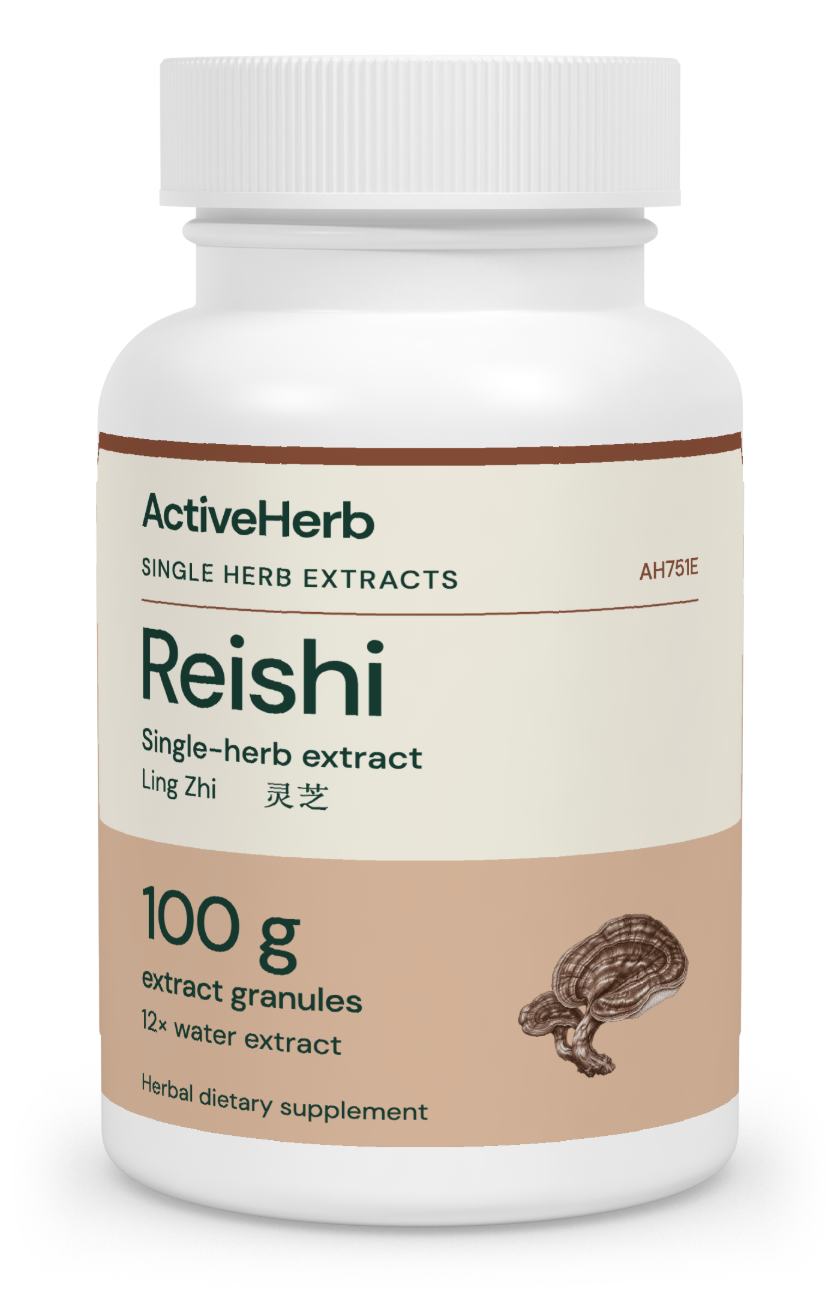 ActiveHerb
SINGLE HERB EXTRACTS
AH751E
Reishi
Single-herb extract
Ling Zhi 灵芝
100 g
extract granules
12× water extract
Herbal dietary supplement